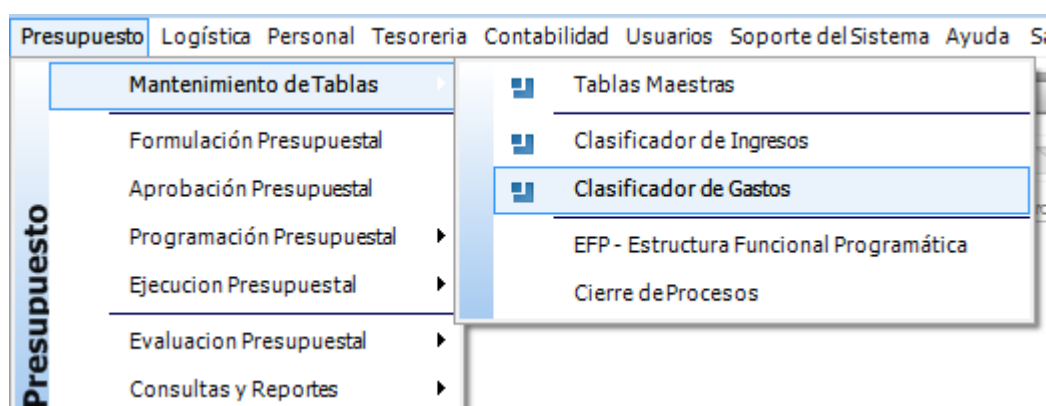 Presupuesto Logística Personal Tesoreria Contabilidad Usuarios Soporte del Sistema Ayuda
Mantenimiento de Tablas
Formulación Presupuestal
Aprobación Presupuestal
Programación Presupuestal
Ejecucion Presupuestal
Evaluacion Presupuestal
Consultas y Reportes
Tablas Maestras
Clasificador de Ingresos
Clasificador de Gastos
EFP - Estructura Funcional Programática
Cierre de Procesos
Presupuesto